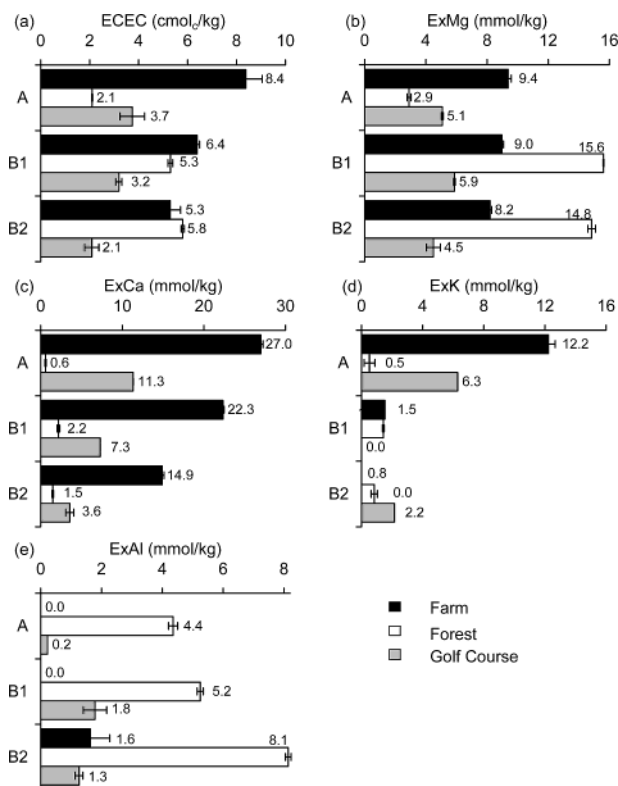 (a) ECEC (cmolc/kg)
0 2 4 6 8 10
A
8.4
2.1
3.7
B1
6.4
5.3
3.2
B2
5.3
5.8
2.1
(b) ExMg (mmol/kg)
0 4 8 12 16
A
9.4
2.9
5.1
B1
9.0
15.6
5.9
B2
8.2
14.8
4.5
(c) ExCa (mmol/kg)
0 10 20 30
A
27.0
0.6
11.3
B1
22.3
2.2
7.3
B2
14.9
1.5
3.6
(d) ExK (mmol/kg)
0 4 8 12 16
A
12.2
0.5
6.3
B1
1.5
0.0
B2
0.8
0.0
2.2
(e) ExAl (mmol/kg)
0 2 4 6 8
A
0.0
4.4
0.2
B1
0.0
5.2
1.8
B2
1.6
8.1
1.3
Farm
Forest
Golf Course